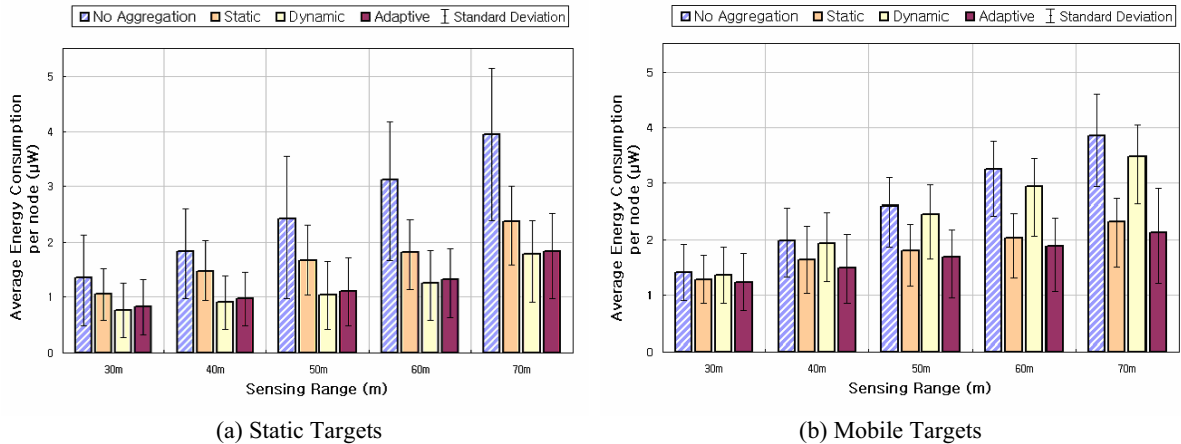 No Aggregation Static Dynamic Adaptive Standard Deviation
Average Energy Consumption
per node (μW)
5
4
3
2
1
0
30m 40m 50m 60m 70m
Sensing Range (m)
(a) Static Targets
No Aggregation Static Dynamic Adaptive Standard Deviation
Average Energy Consumption
per node (μW)
5
4
3
2
1
0
30m 40m 50m 60m 70m
Sensing Range (m)
(b) Mobile Targets